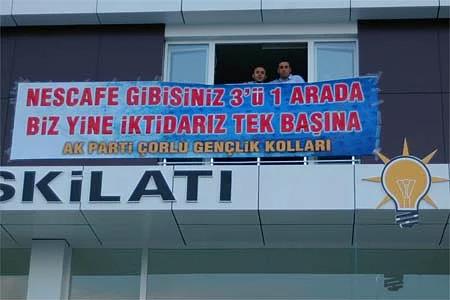 NESCAFE GİBİSİNİZ 3'ü 1 ARADA
BİZ YİNE İKTİDARIZ TEK BAŞINA
AK PARTİ ÇORLU GENÇLİK KOLLARI
SKİLATI